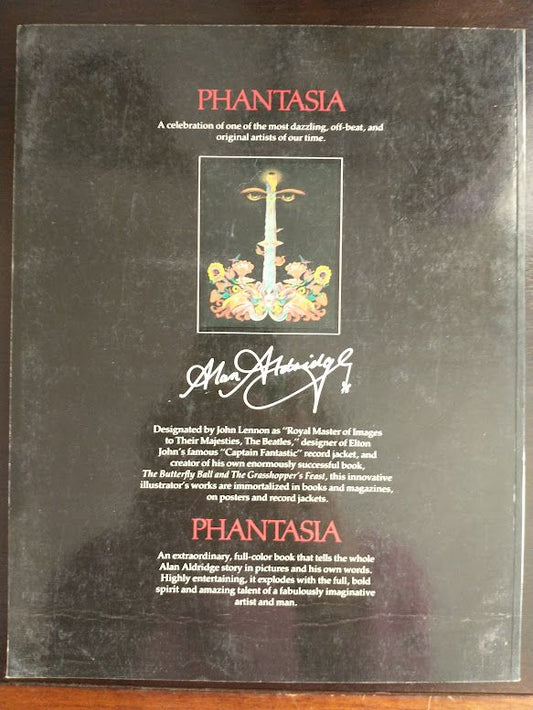 PHANTASIA
A celebration of one of the most dazzling, off-beat, and
original artists of our time.
Alan Aldridge
Designated by John Lennon as "Royal Master of Images
to Their Majesties, The Beatles," designer of Elton
John's famous "Captain Fantastic" record jacket, and
creator of his own enormously successful book,
The Butterfly Ball and The Grasshopper's Feast, this innovative
illustrator's works are immortalized in books and magazines,
on posters and record jackets.
PHANTASIA
An extraordinary, full-color book that tells the whole
Alan Aldridge story in pictures and his own words.
Highly entertaining, it explodes with the full, bold
spirit and amazing talent of a fabulously imaginative
artist and man.